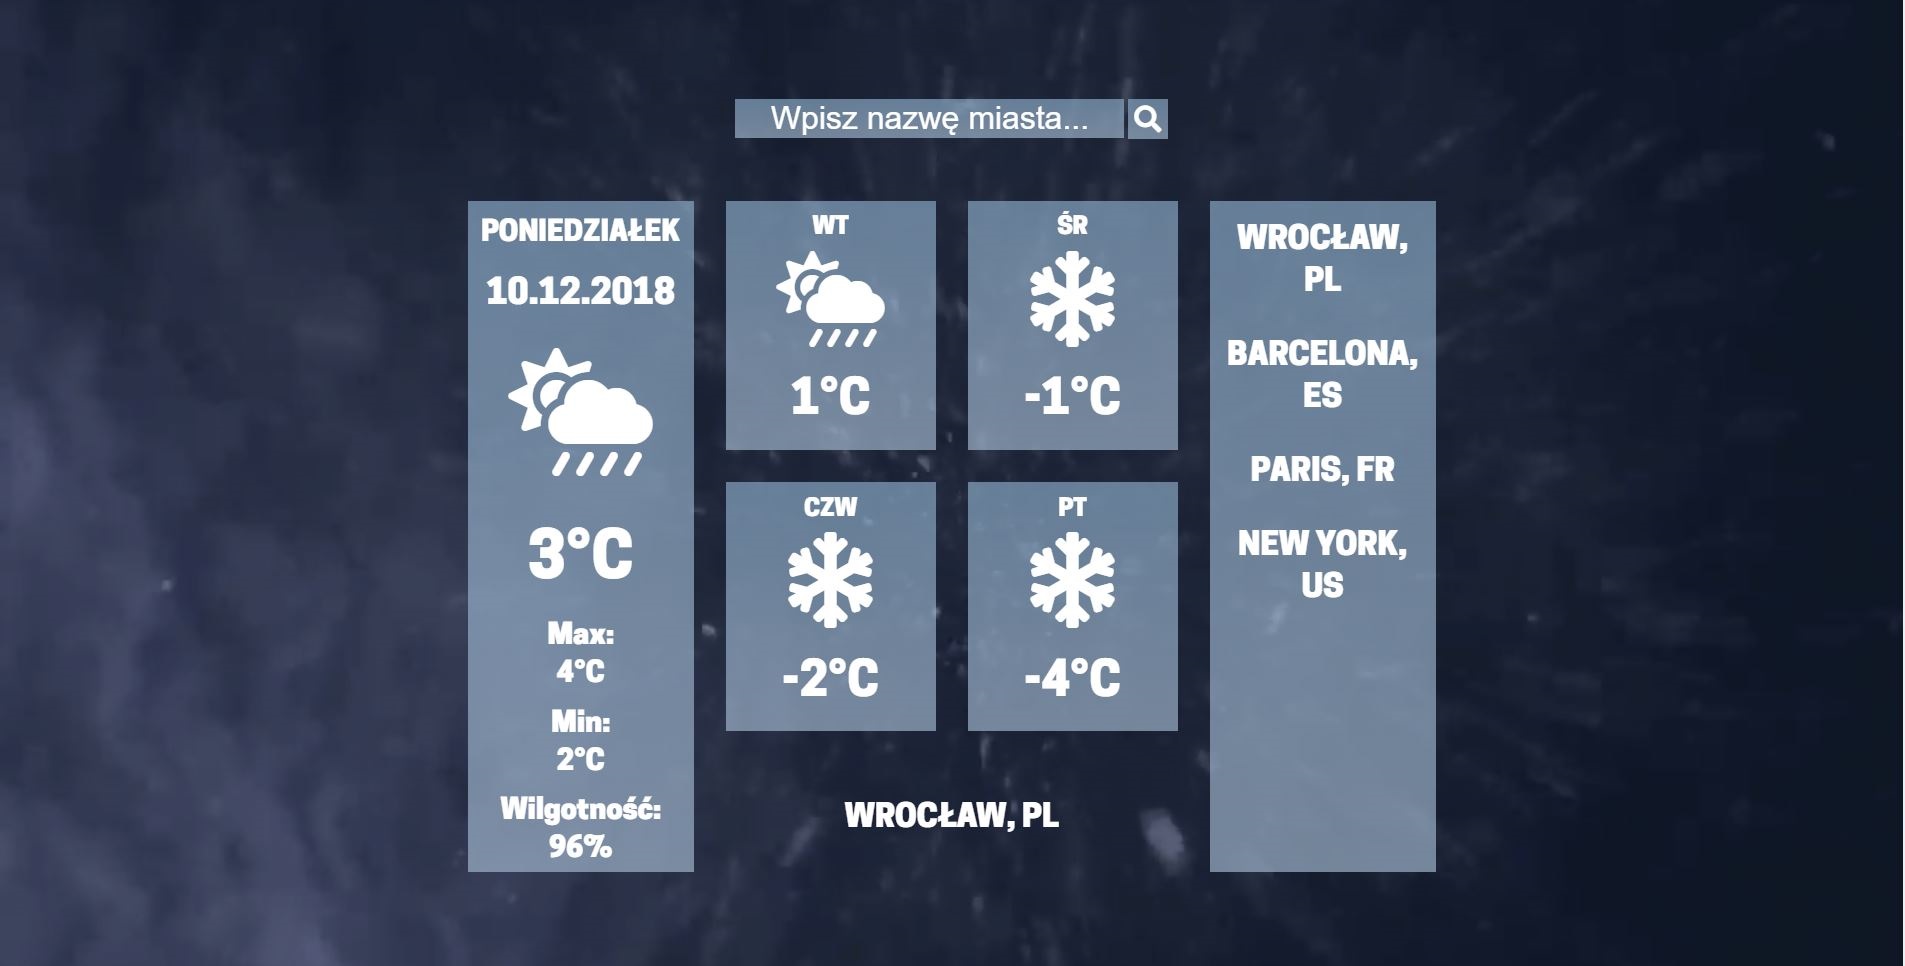 Wpisz nazwę miasta...
PONIEDZIAŁEK
10.12.2018
3°C
Max:
4°C
Min:
2°C
Wilgotność:
96%
WT
1°C
ŚR
-1°C
CZW
-2°C
PT
-4°C
WROCŁAW, PL
WROCŁAW,
PL
BARCELONA,
ES
PARIS, FR
NEW YORK,
US